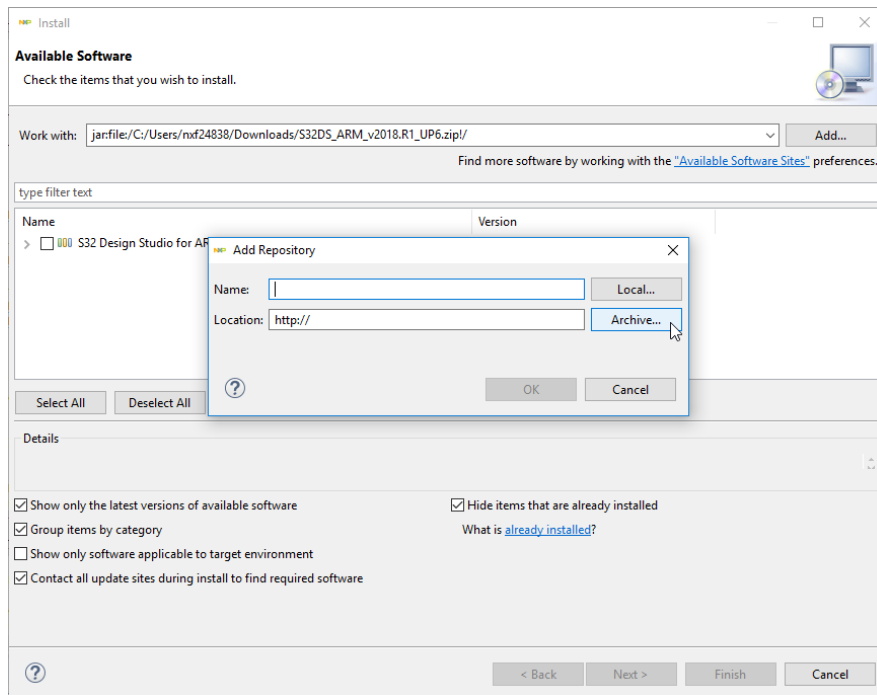 NXP Install
Available Software
Check the items that you wish to install.
Work with: jar:file:/C:/Users/nxf24838/Downloads/S32DS_ARM_v2018.R1_UP6.zip!/ Add...
Find more software by working with the "Available Software Sites" preferences.
type filter text
Name Version
S32 Design Studio for AR
NXP Add Repository
Name: Local...
Location: http:// Archive...
? OK Cancel
Select All Deselect All
Details
Show only the latest versions of available software Hide items that are already installed
Group items by category What is already installed?
Show only software applicable to target environment
Contact all update sites during install to find required software
? < Back Next > Finish Cancel